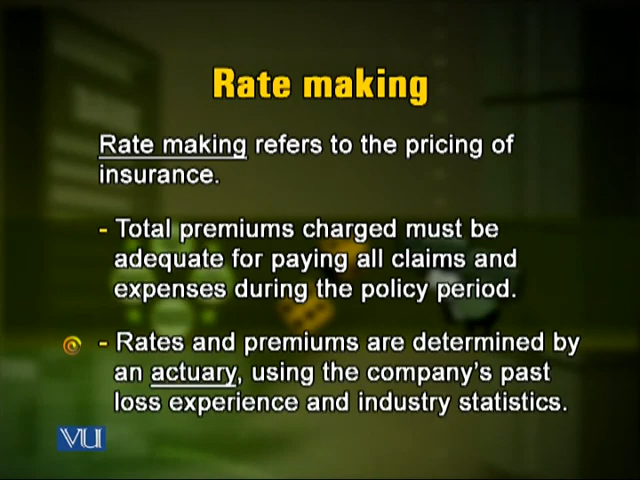 Rate making
Rate making refers to the pricing of
insurance.
- Total premiums charged must be
adequate for paying all claims and
expenses during the policy period.
- Rates and premiums are determined by
an actuary, using the company's past
loss experience and industry statistics.
VU